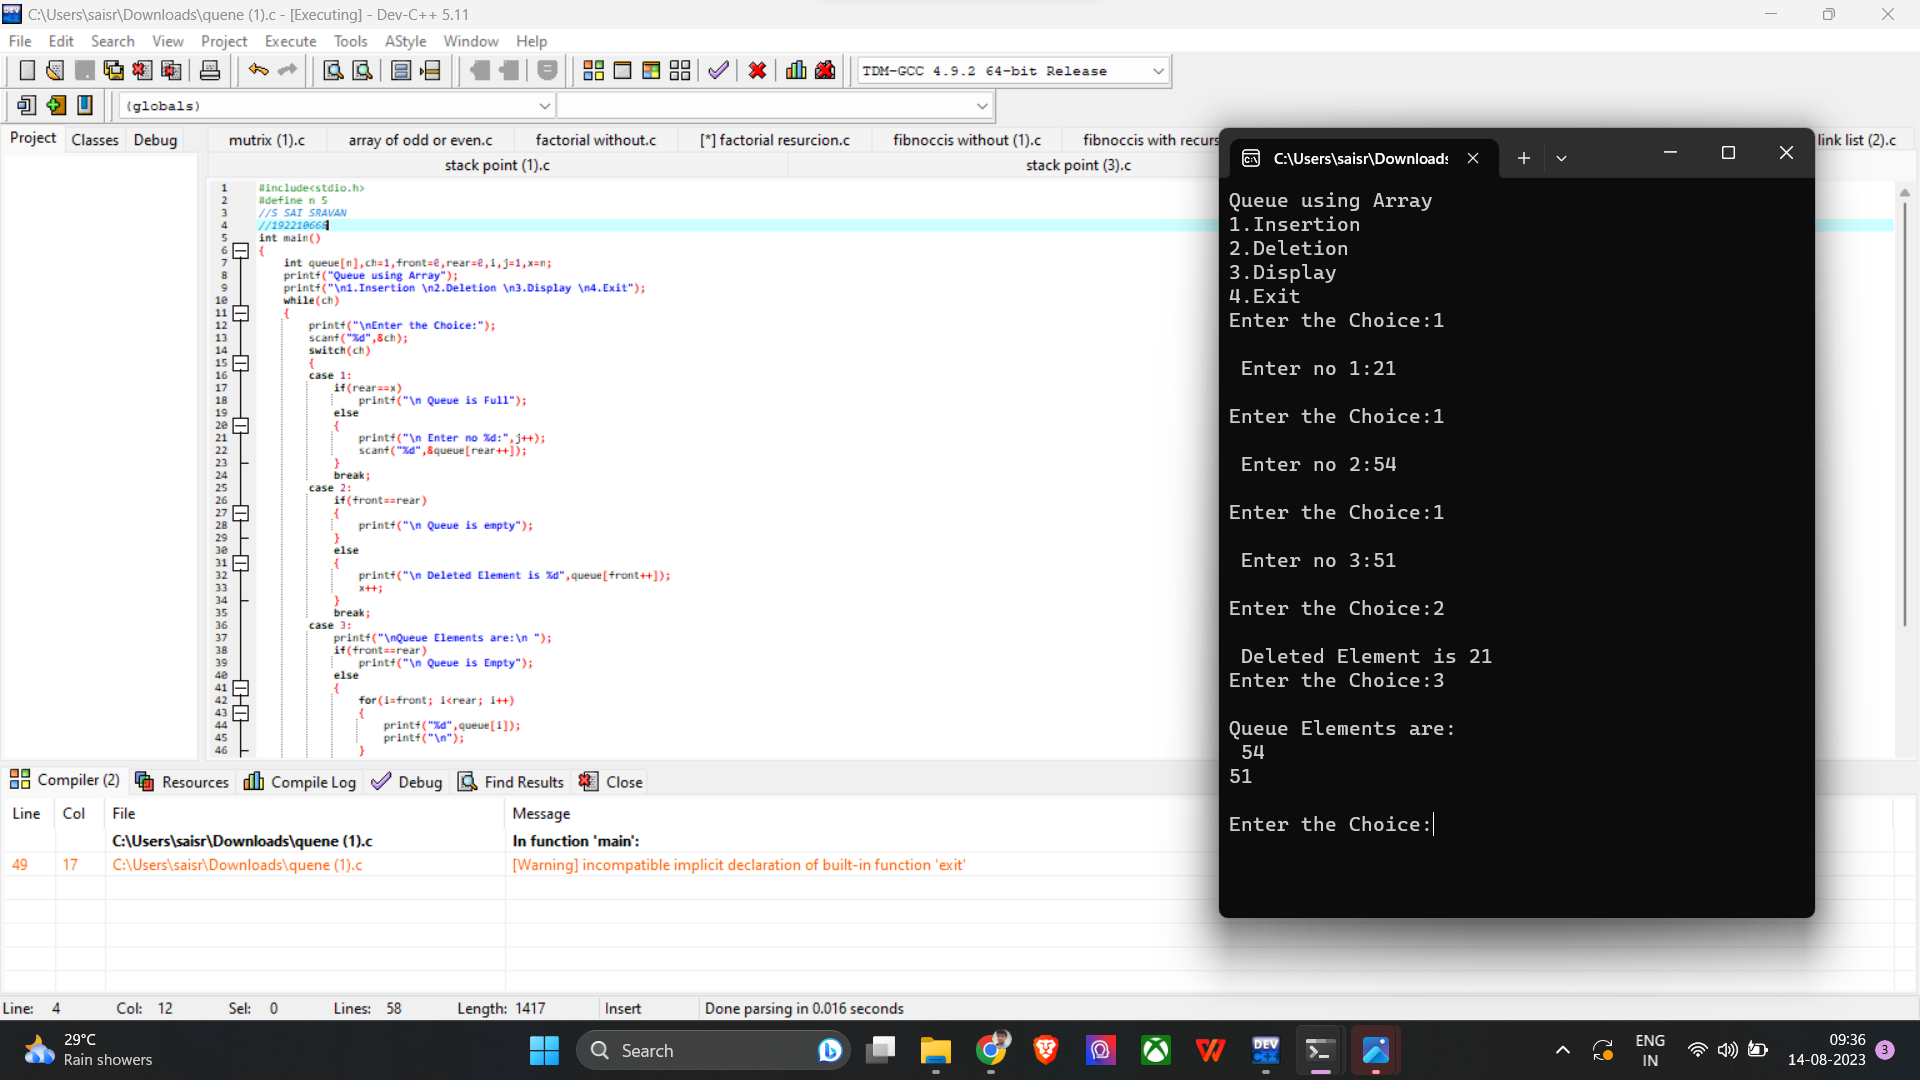 C:\Users\saisr\Downloads\quene (1).c - [Executing] - Dev-C++ 5.11
File Edit Search View Project Execute Tools AStyle Window Help
TDM-GCC 4.9.2 64-bit Release
(globals)
Project Classes Debug
mutrix (1).c array of odd or even.c factorial without.c [*] factorial resurcion.c fibnoccis without (1).c fibnoccis with recurs link list (2).c
stack point (1).c stack point (3).c
1 #include<stdio.h>
2 #define n 5
3 //S SAI SRAVAN
4 //192210668
5 int main()
6 {
7 int queue[n],ch=1,front=0,rear=0,i,j=1,x=n;
8 printf("Queue using Array");
9 printf("\n1.Insertion \n2.Deletion \n3.Display \n4.Exit");
10 while(ch)
11 {
12 printf("\nEnter the Choice:");
13 scanf("%d",&ch);
14 switch(ch)
15 {
16 case 1:
17 if(rear==x)
18 printf("\n Queue is Full");
19 else
20 {
21 printf("\n Enter no %d:",j++);
22 scanf("%d",&queue[rear++]);
23 }
24 break;
25 case 2:
26 if(front==rear)
27 {
28 printf("\n Queue is empty");
29 }
30 else
31 {
32 printf("\n Deleted Element is %d",queue[front++]);
33 x++;
34 }
35 break;
36 case 3:
37 printf("\nQueue Elements are:\n ");
38 if(front==rear)
39 printf("\n Queue is Empty");
40 else
41 {
42 for(i=front; i<rear; i++)
43 {
44 printf("%d",queue[i]);
45 printf("\n");
46 }
C:\Users\saisr\Downloads
Queue using Array
1.Insertion
2.Deletion
3.Display
4.Exit
Enter the Choice:1
Enter no 1:21
Enter the Choice:1
Enter no 2:54
Enter the Choice:1
Enter no 3:51
Enter the Choice:2
Deleted Element is 21
Enter the Choice:3
Queue Elements are:
54
51
Enter the Choice:
Compiler (2) Resources Compile Log Debug Find Results Close
Line Col File Message
C:\Users\saisr\Downloads\quene (1).c In function 'main':
49 17 C:\Users\saisr\Downloads\quene (1).c [Warning] incompatible implicit declaration of built-in function 'exit'
Line: 4 Col: 12 Sel: 0 Lines: 58 Length: 1417 Insert Done parsing in 0.016 seconds
29°C
Rain showers
Search
DEV C++
ENG
IN
09:36
14-08-2023
3